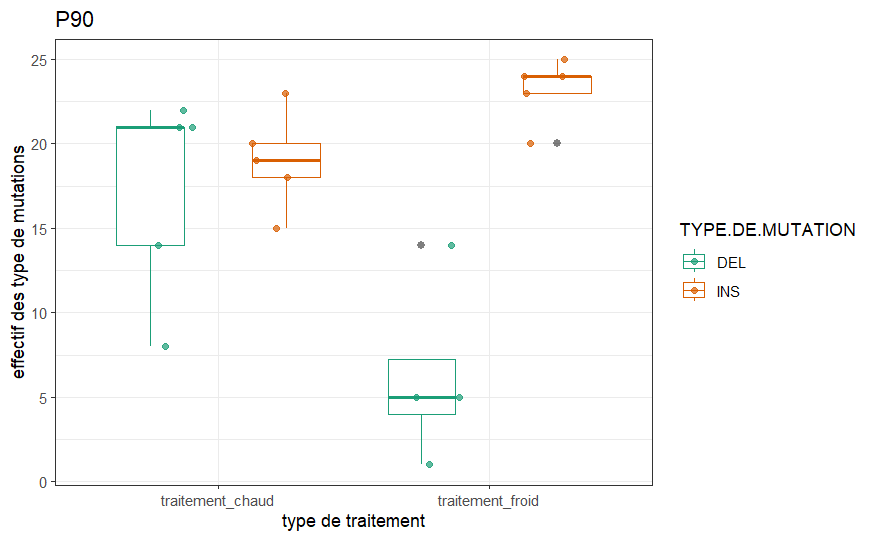 P90
effectif des type de mutations
25
20
15
10
5
0
traitement_chaud
traitement_froid
type de traitement
TYPE.DE.MUTATION
DEL
INS